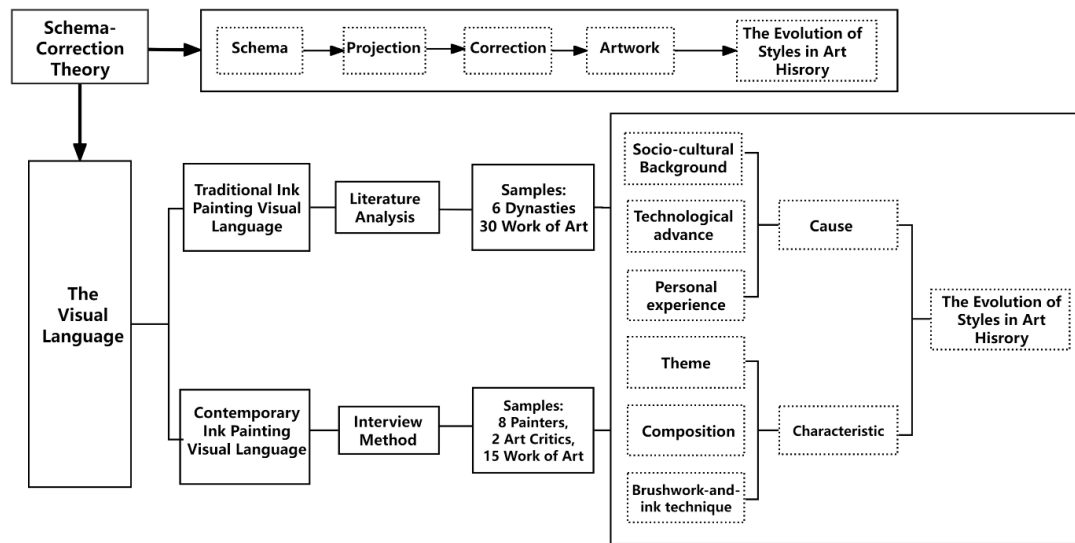 Schema-
Correction
Theory
Schema
Projection
Correction
Artwork
The Evolution of
Styles in Art
Hisrory
The
Visual
Language
Traditional Ink
Painting Visual
Language
Literature
Analysis
Samples:
6 Dynasties
30 Work of Art
Contemporary
Ink Painting
Visual Language
Interview
Method
Samples:
8 Painters,
2 Art Critics,
15 Work of Art
Socio-cultural
Background
Technological
advance
Personal
experience
Cause
Theme
Composition
Brushwork-and-
ink technique
Characteristic
The Evolution of
Styles in Art
Hisrory